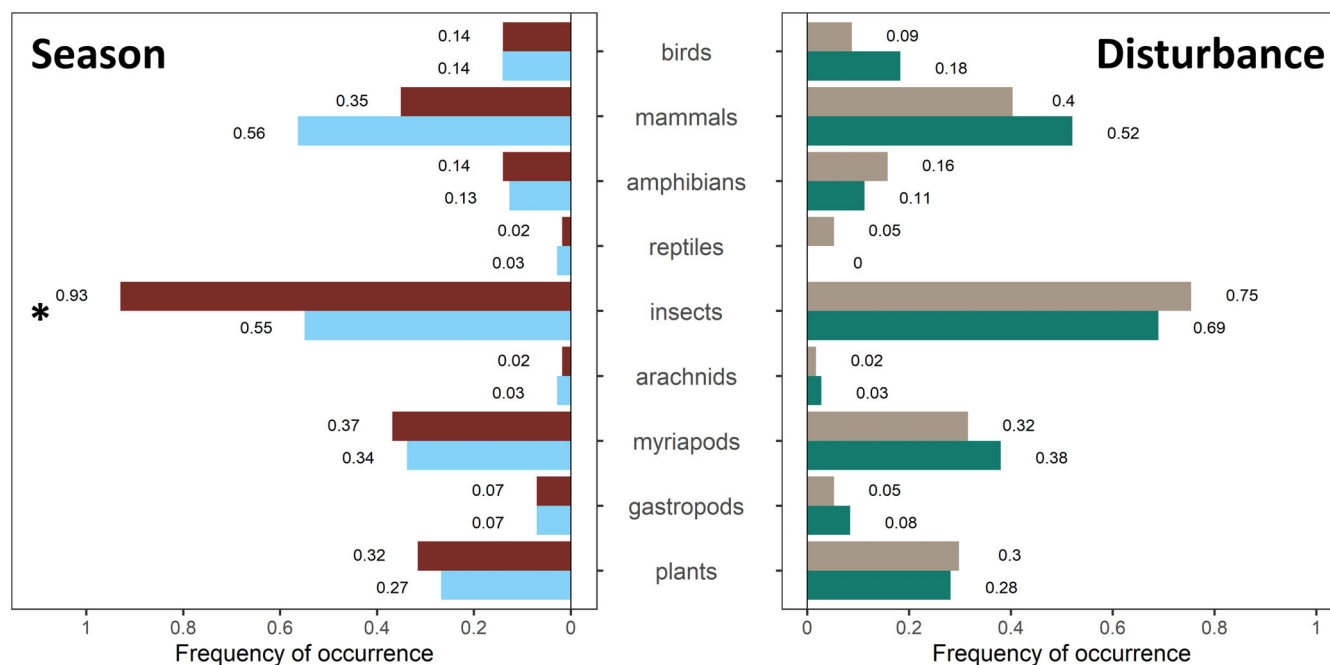 Season
Disturbance
0.14
birds
0.09
0.14
0.18
0.35
mammals
0.4
0.56
0.52
0.14
amphibians
0.16
0.13
0.11
0.02
reptiles
0.05
0.03
0
0.93
*
insects
0.75
0.55
0.69
0.02
arachnids
0.02
0.03
0.03
0.37
myriapods
0.32
0.34
0.38
0.07
gastropods
0.05
0.07
0.08
0.32
plants
0.3
0.27
0.28
1 0.8 0.6 0.4 0.2 0
0 0.2 0.4 0.6 0.8 1
Frequency of occurrence
Frequency of occurrence